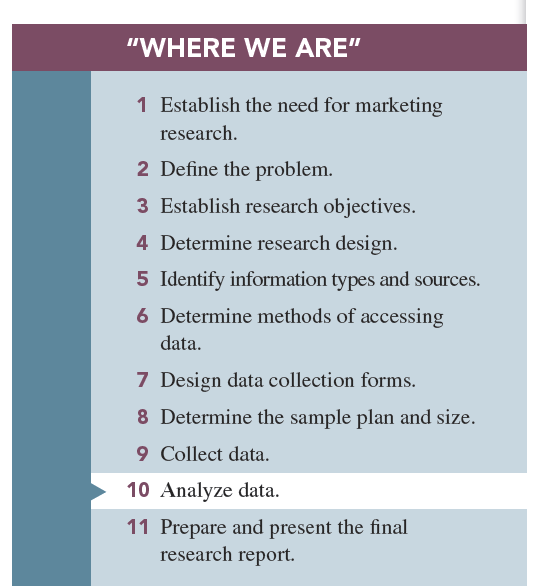 "WHERE WE ARE"
1 Establish the need for marketing
research.
2 Define the problem.
3 Establish research objectives.
4 Determine research design.
5 Identify information types and sources.
6 Determine methods of accessing
data.
7 Design data collection forms.
8 Determine the sample plan and size.
9 Collect data.
10 Analyze data.
11 Prepare and present the final
research report.